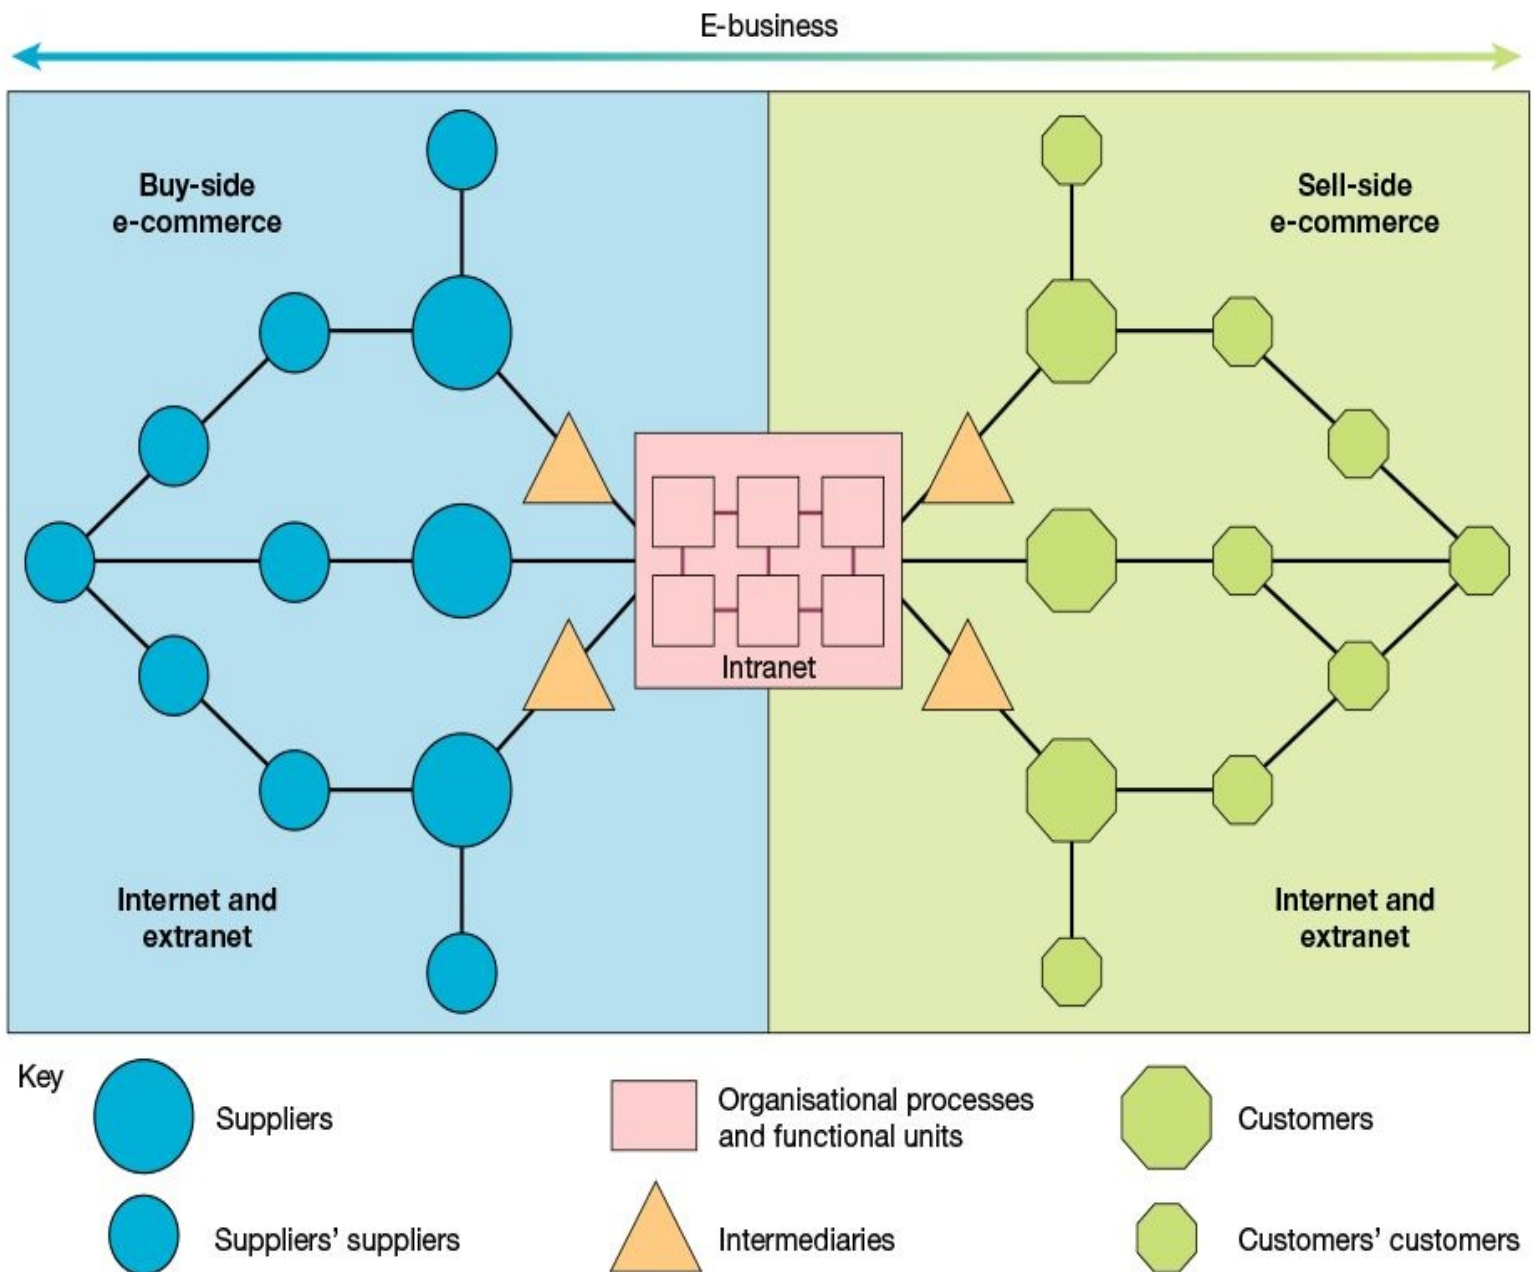 E-business
Buy-side
e-commerce
Sell-side
e-commerce
Intranet
Internet and
extranet
Internet and
extranet
Key
Suppliers
Organisational processes
and functional units
Customers
Suppliers’ suppliers
Intermediaries
Customers’ customers